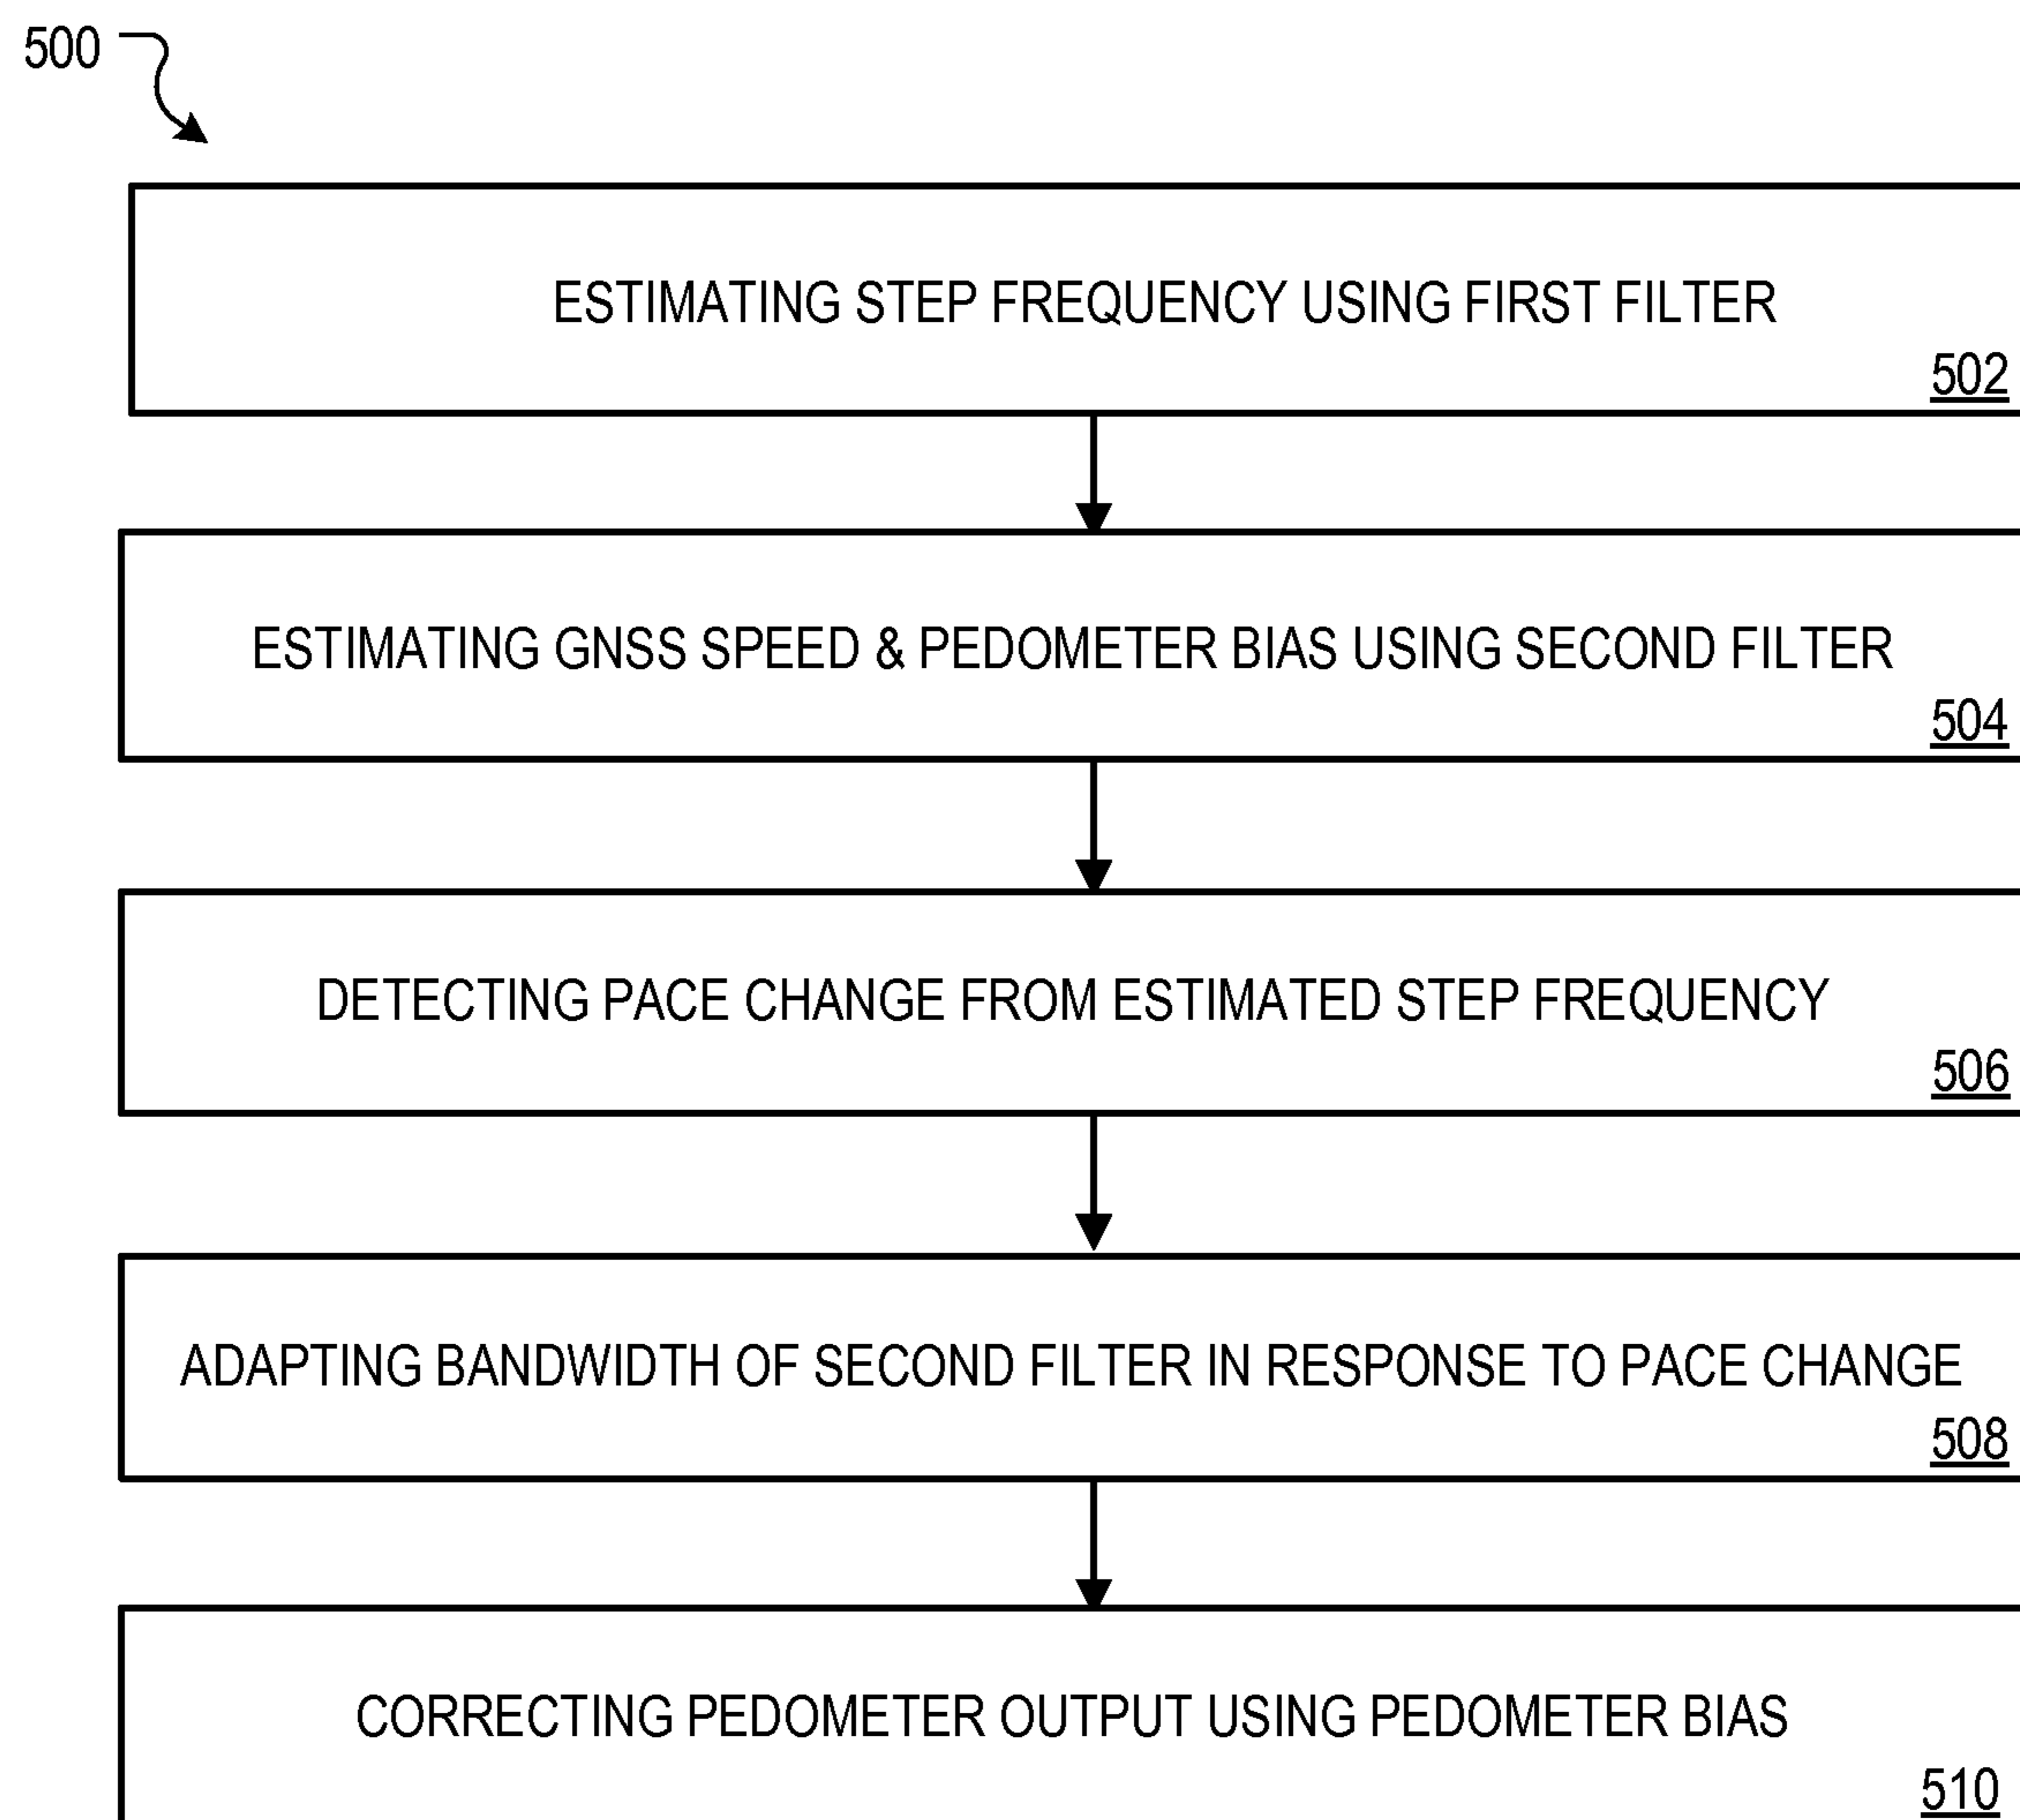 500
ESTIMATING STEP FREQUENCY USING FIRST FILTER
502
ESTIMATING GNSS SPEED & PEDOMETER BIAS USING SECOND FILTER
504
DETECTING PACE CHANGE FROM ESTIMATED STEP FREQUENCY
506
ADAPTING BANDWIDTH OF SECOND FILTER IN RESPONSE TO PACE CHANGE
508
CORRECTING PEDOMETER OUTPUT USING PEDOMETER BIAS
510